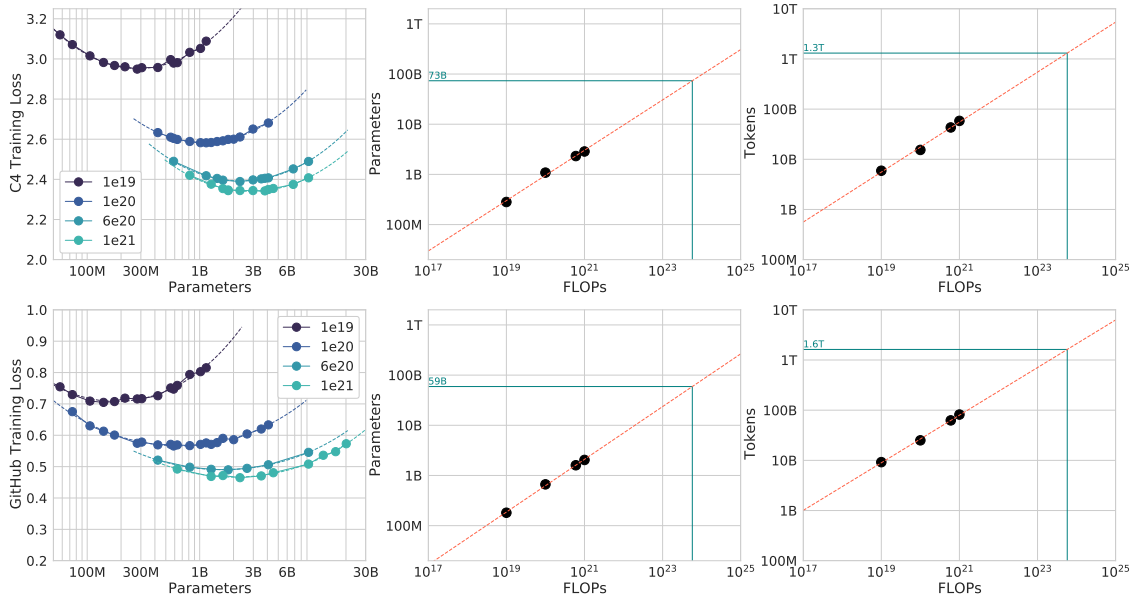 C4 Training Loss
3.2
3.0
2.8
2.6
2.4
2.2
2.0
1e19
1e20
6e20
1e21
100M 300M 1B 3B 6B 30B
Parameters
Parameters
1T
100B
10B
1B
100M
73B
10^17 10^19 10^21 10^23 10^25
FLOPs
Tokens
10T
1T
100B
10B
1B
100M
1.3T
10^17 10^19 10^21 10^23 10^25
FLOPs
GitHub Training Loss
1.0
0.9
0.8
0.7
0.6
0.5
0.4
0.3
0.2
1e19
1e20
6e20
1e21
100M 300M 1B 3B 6B 30B
Parameters
Parameters
1T
100B
10B
1B
100M
59B
10^17 10^19 10^21 10^23 10^25
FLOPs
Tokens
10T
1T
100B
10B
1B
100M
1.6T
10^17 10^19 10^21 10^23 10^25
FLOPs